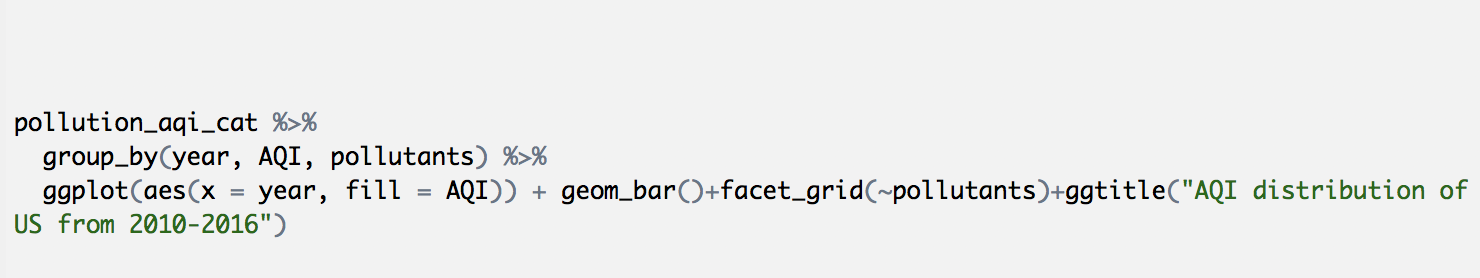 pollution_aqi_cat %>%
  group_by(year, AQI, pollutants) %>%
  ggplot(aes(x = year, fill = AQI)) + geom_bar()+facet_grid(~pollutants)+ggtitle("AQI distribution of
US from 2010-2016")